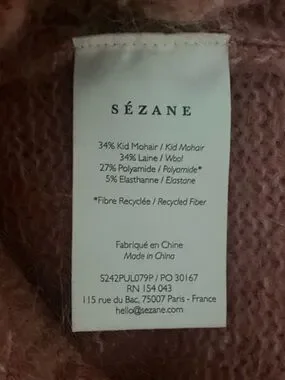 SÉZANE
34% Kid Mohair / Kid Mohair
34% Laine / Wool
27% Polyamide / Polyamide*
5% Elasthanne / Elastane
*Fibre Recyclée / Recycled Fiber
Fabriqué en Chine
Made in China
S242PUL079P / PO 30167
RN 154 043
115 rue du Bac, 75007 Paris - France
hello@sezane.com